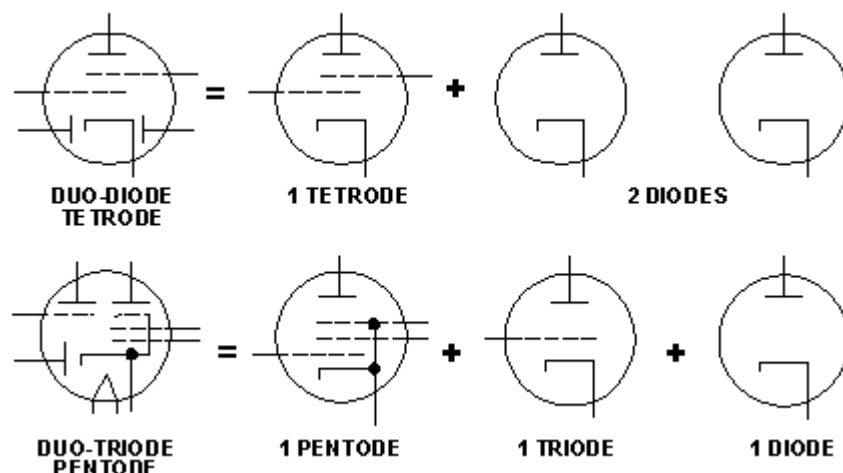 = +
DUO-DIODE 1 TETRODE 2 DIODES
TETRODE
= + +
DUO-TRIODE 1 PENTODE 1 TRIODE 1 DIODE
PENTODE